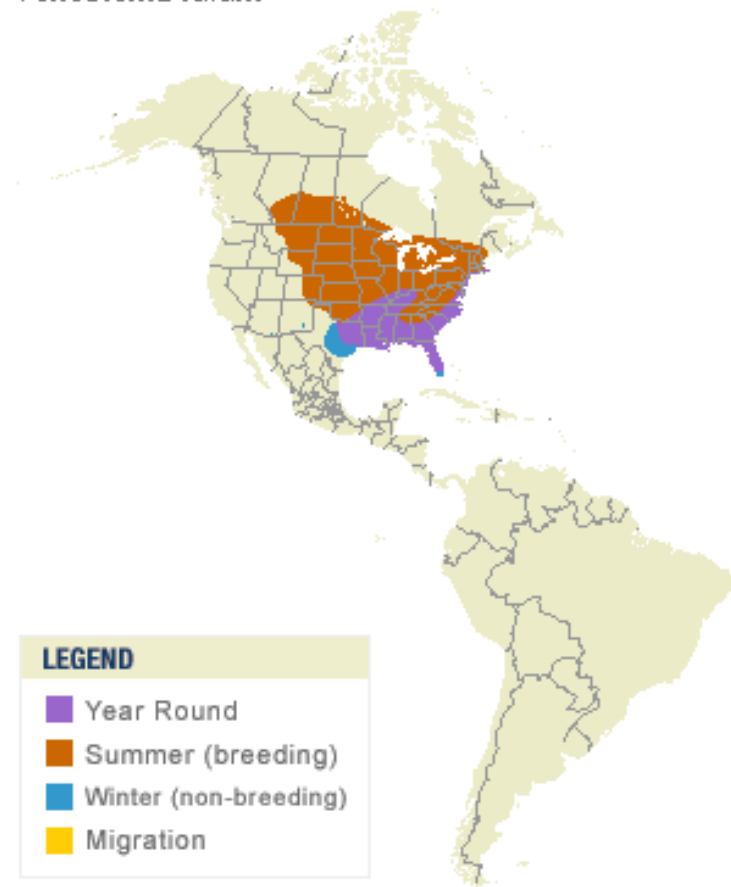 LEGEND
Year Round
Summer (breeding)
Winter (non-breeding)
Migration